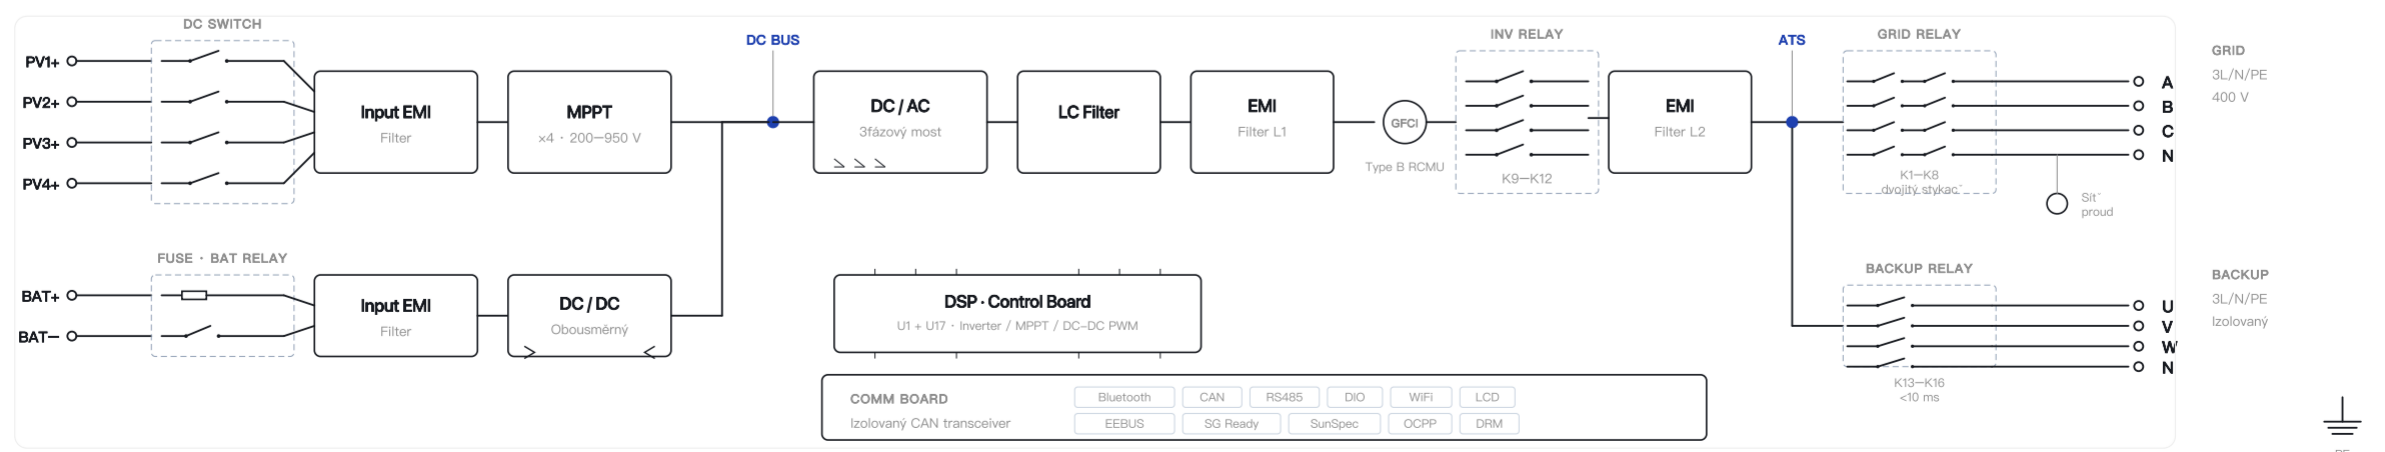 DC SWITCH
PV1+
PV2+
PV3+
PV4+
Input EMI
Filter
MPPT
×4 · 200–950 V
DC BUS
DC / AC
3fázový most
LC Filter
EMI
Filter L1
GFCI
Type B RCMU
INV RELAY
K9–K12
EMI
Filter L2
ATS
GRID RELAY
K1–K8
dvojitý stykač
A
B
C
N
Síť
proud
GRID
3L/N/PE
400 V
FUSE · BAT RELAY
BAT+
BAT–
Input EMI
Filter
DC / DC
Obousměrný
DSP · Control Board
U1 + U17 · Inverter / MPPT / DC-DC PWM
BACKUP RELAY
K13–K16
<10 ms
U
V
W
N
BACKUP
3L/N/PE
Izolovaný
COMM BOARD
Izolovaný CAN transceiver
Bluetooth
CAN
RS485
DIO
WiFi
LCD
EEBUS
SG Ready
SunSpec
OCPP
DRM